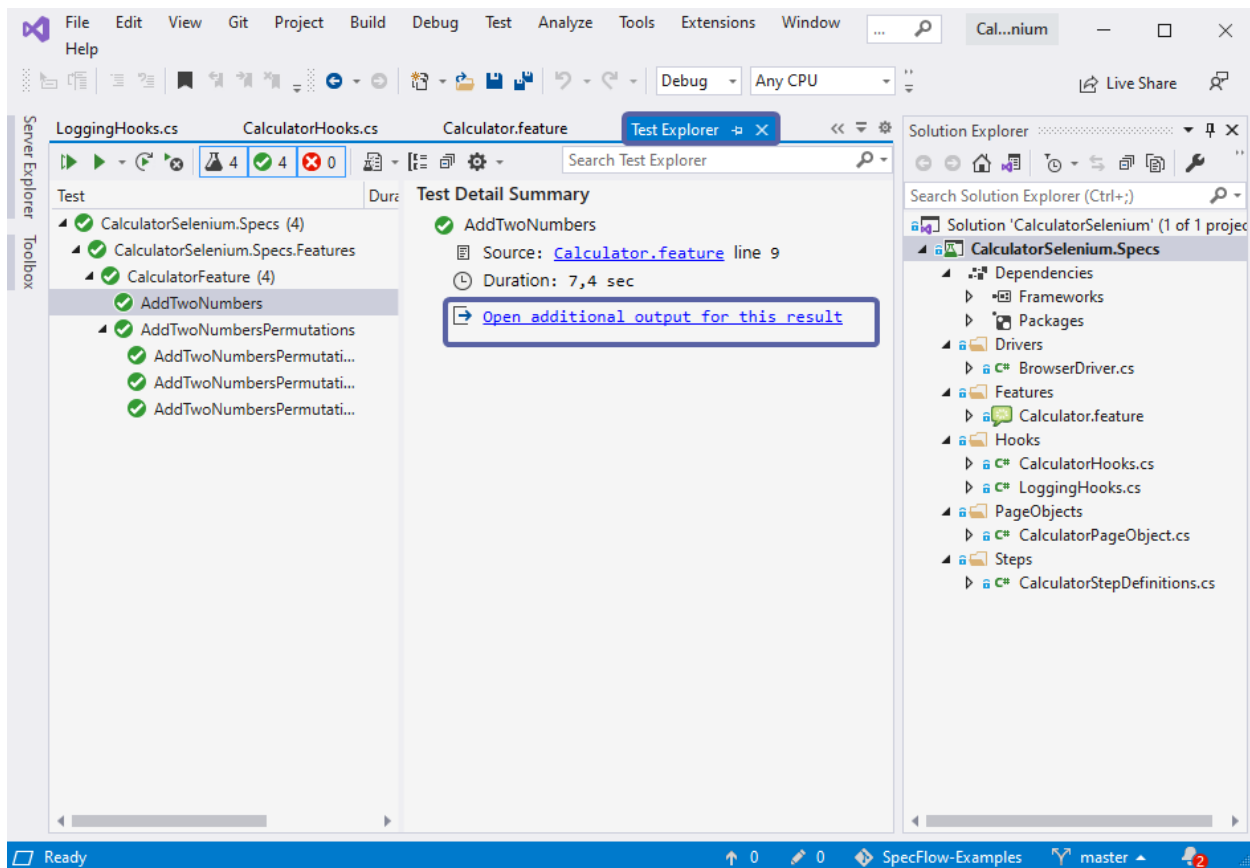 File Edit View Git Project Build Debug Test Analyze Tools Extensions Window ... Cal...nium
Help
Debug Any CPU Live Share
Server Explorer
Toolbox
LoggingHooks.cs CalculatorHooks.cs Calculator.feature Test Explorer
4 4 0 Search Test Explorer
Test Dura
CalculatorSelenium.Specs (4)
CalculatorSelenium.Specs.Features
CalculatorFeature (4)
AddTwoNumbers
AddTwoNumbersPermutations
AddTwoNumbersPermutati...
AddTwoNumbersPermutati...
AddTwoNumbersPermutati...
Test Detail Summary
AddTwoNumbers
Source: Calculator.feature line 9
Duration: 7,4 sec
Open additional output for this result
Solution Explorer
Search Solution Explorer (Ctrl+;)
Solution 'CalculatorSelenium' (1 of 1 projec
CalculatorSelenium.Specs
Dependencies
Frameworks
Packages
Drivers
C# BrowserDriver.cs
Features
Calculator.feature
Hooks
C# CalculatorHooks.cs
C# LoggingHooks.cs
PageObjects
C# CalculatorPageObject.cs
Steps
C# CalculatorStepDefinitions.cs
Ready 0 0 SpecFlow-Examples master 2